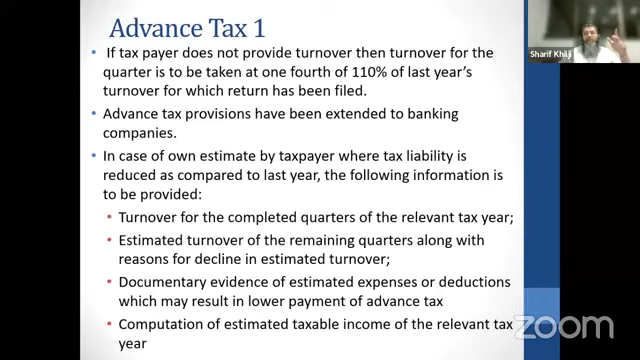 Advance Tax 1
• If tax payer does not provide turnover then turnover for the
quarter is to be taken at one fourth of 110% of last year's
turnover for which return has been filed.
• Advance tax provisions have been extended to banking
companies.
• In case of own estimate by taxpayer where tax liability is
reduced as compared to last year, the following information is
to be provided:
• Turnover for the completed quarters of the relevant tax year;
• Estimated turnover of the remaining quarters along with
reasons for decline in estimated turnover;
• Documentary evidence of estimated expenses or deductions
which may result in lower payment of advance tax
• Computation of estimated taxable income of the relevant tax
year
Sharif Khilji
zoom